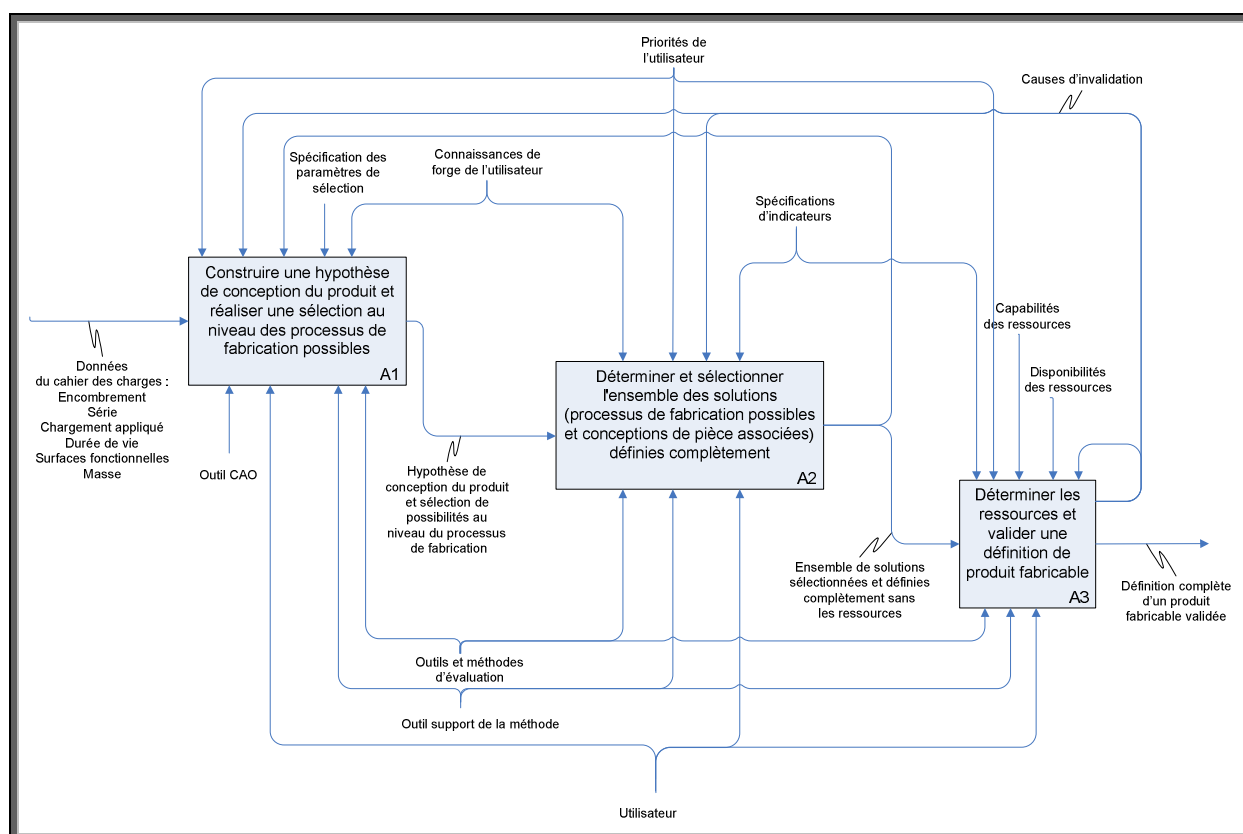 Priorités de
l'utilisateur
Causes d'invalidation
Spécification des
paramètres de
sélection
Connaissances de
forge de l'utilisateur
Spécifications
d'indicateurs
Construire une hypothèse
de conception du produit et
réaliser une sélection au
niveau des processus de
fabrication possibles
A1
Capabilités
des ressources
Données
du cahier des charges :
Encombrement
Série
Chargement appliqué
Durée de vie
Surfaces fonctionnelles
Masse
Outil CAO
Déterminer et sélectionner
l'ensemble des solutions
(processus de fabrication possibles
et conceptions de pièce associées)
définies complètement
A2
Disponibilités
des ressources
Hypothèse de
conception du produit
et sélection de
possibilités au
niveau du processus
de fabrication
Déterminer les
ressources et
valider une
définition de
produit fabricable
A3
Ensemble de solutions
sélectionnées et définies
complètement sans
les ressources
Définition complète
d'un produit
fabricable validée
Outils et méthodes
d'évaluation
Outil support de la méthode
Utilisateur